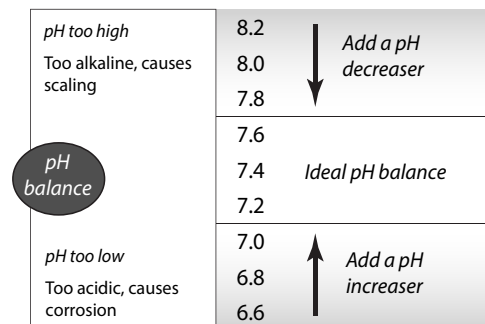 pH too high
Too alkaline, causes
scaling
8.2
8.0
7.8
Add a pH
decreaser
pH
balance
7.6
7.4
7.2
Ideal pH balance
pH too low
Too acidic, causes
corrosion
7.0
6.8
6.6
Add a pH
increaser